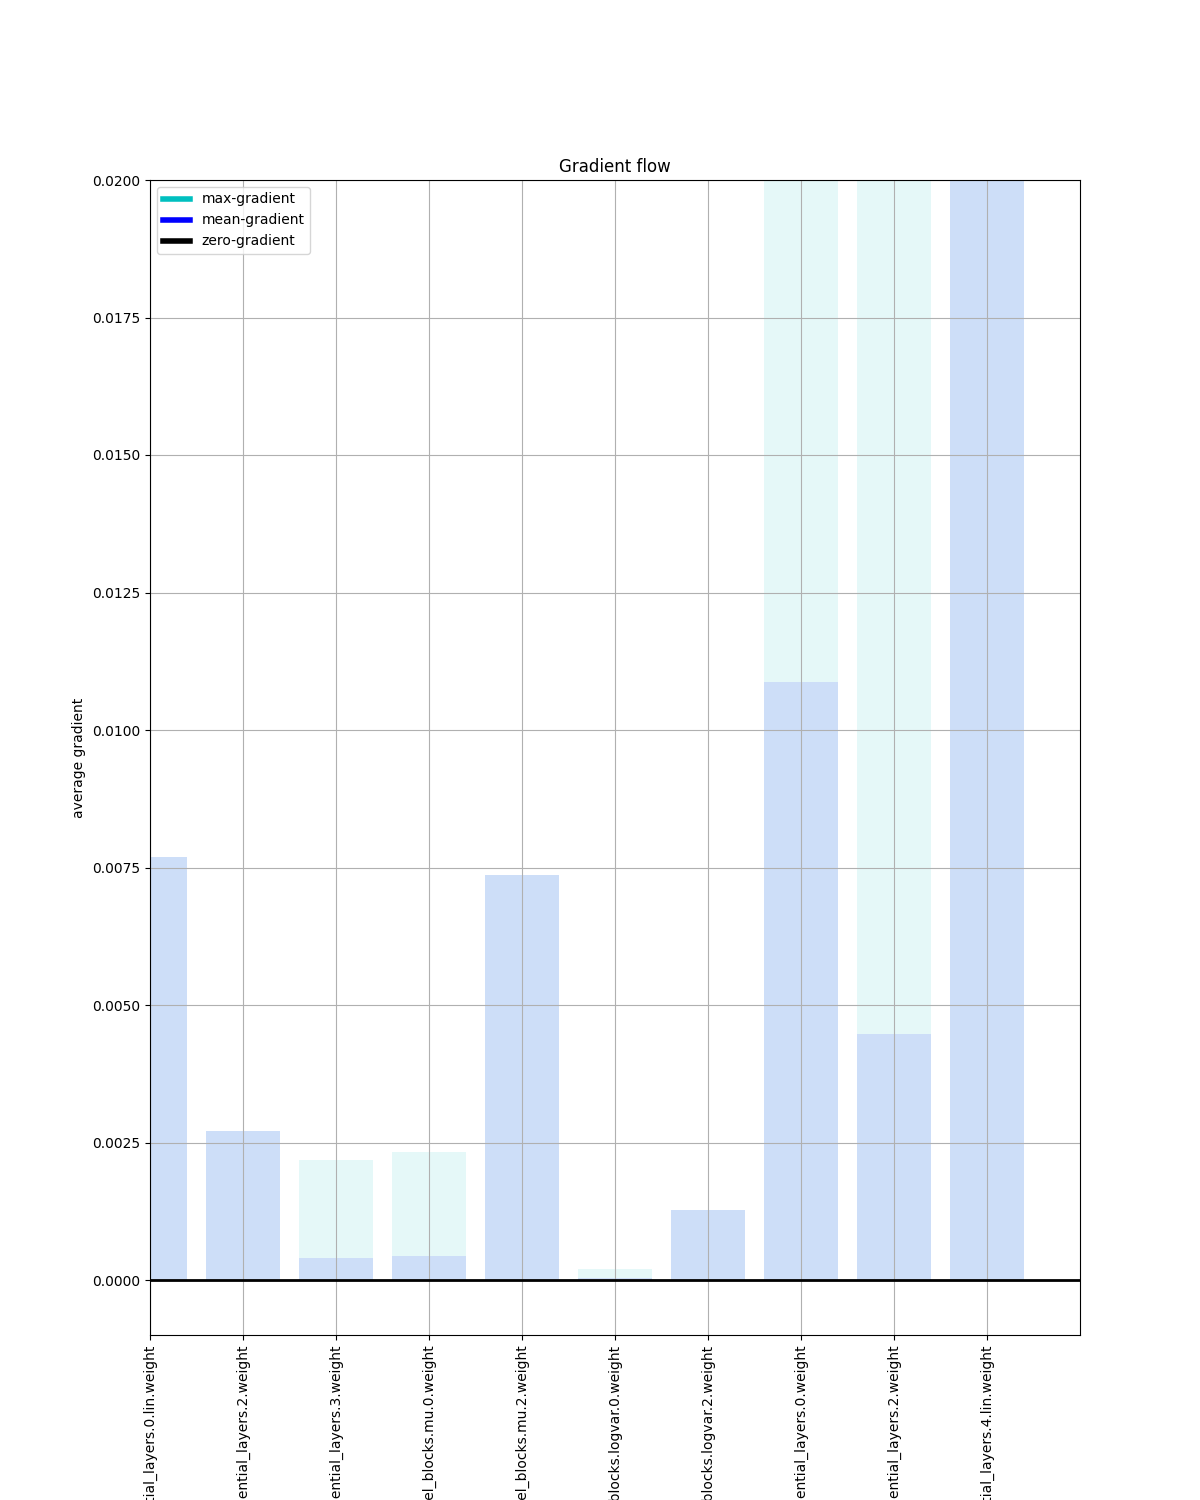 Gradient flow
max-gradient
mean-gradient
zero-gradient
0.0200
0.0175
0.0150
0.0125
0.0100
0.0075
0.0050
0.0025
0.0000
average gradient
tial_layers.0.lin.weight
ential_layers.2.weight
ential_layers.3.weight
el_blocks.mu.0.weight
el_blocks.mu.2.weight
blocks.logvar.0.weight
blocks.logvar.2.weight
ential_layers.0.weight
ential_layers.2.weight
tial_layers.4.lin.weight